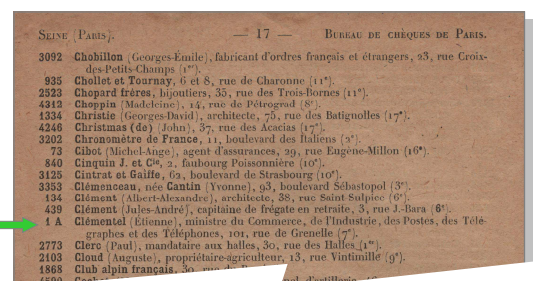 SEINE (PARIS). — 17 — BUREAU DE CHÈQUES DE PARIS.
3092 Chobillon (Georges-Émile), fabricant d'ordres français et étrangers, 23, rue Croix-
des-Petits-Champs (1er).
935 Chollot et Tournay, 6 et 8, rue de Charonne (11e).
2523 Chopard frères, bijoutiers, 35, rue des Trois-Bornes (11e).
4312 Choppin (Madeleine), 14, rue de Pétrograd (8e).
1334 Christie (Georges-David), architecte, 75, rue des Batignolles (17e).
4246 Christmas (de) (John), 37, rue des Acacias (17e).
3202 Chronomètre de France, 11, boulevard des Italiens (2e).
73 Cibot (Michel-Ange), agent d'assurances, 29, rue Eugène-Millon (16e).
840 Cinquin J. et Cie, 2, faubourg Poissonnière (10e).
3125 Cintrat et Gaiffe, 62, boulevard de Strasbourg (10e).
3353 Clémenceau, née Cantin (Yvonne), 93, boulevard Sébastopol (3e).
134 Clément (Albert-Alexandre), architecte, 38, rue Saint-Sulpice (6e).
439 Clément (Jules-André), capitaine de frégate en retraite, 3, rue J.-Bara (6e).
1 A Clémentel (Étienne), ministre du Commerce, de l'Industrie, des Postes, des Télé-
graphes et des Téléphones, 101, rue de Grenelle (7e).
2773 Clerc (Paul), mandataire aux halles, 30, rue des Halles (1er).
2103 Cloud (Auguste), propriétaire-agriculteur, 13, rue Vintimille (9e).
1868 Club alpin français, 30, rue du
d'artillerie